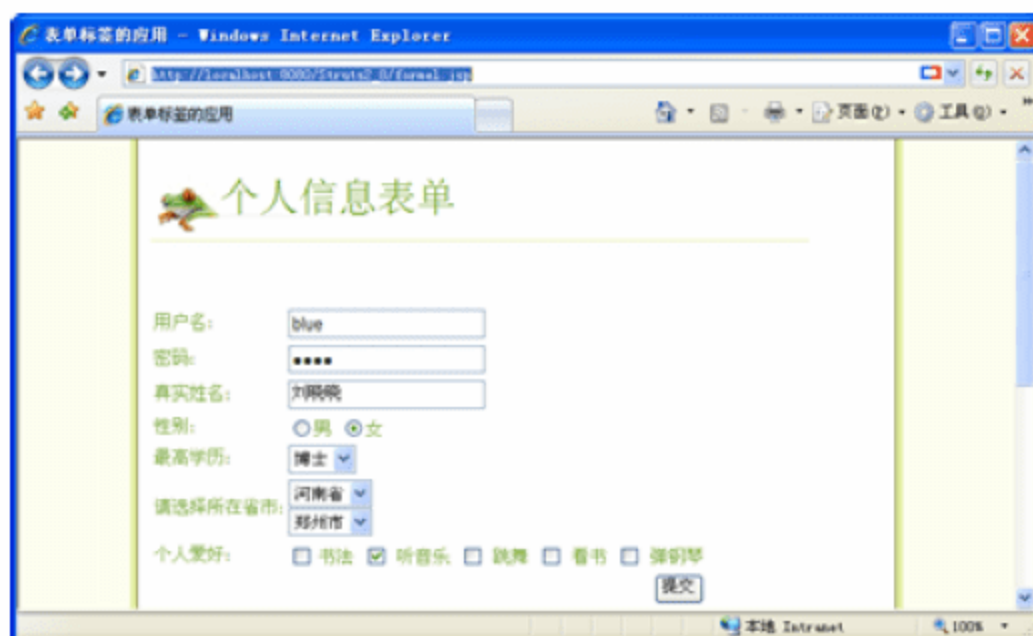 表单标签的应用 - Windows Internet Explorer
http://localhost:8080/Struts2_8/forme1.jsp
表单标签的应用
页面(P)
工具(O)
个人信息表单
用户名: blue
密码: ●●●●
真实姓名: 刘晓晓
性别: 男 女
最高学历: 博士
请选择所在省市: 河南省
郑州市
个人爱好: 书法 听音乐 跳舞 看书 弹钢琴
提交
本地 Intranet 100%